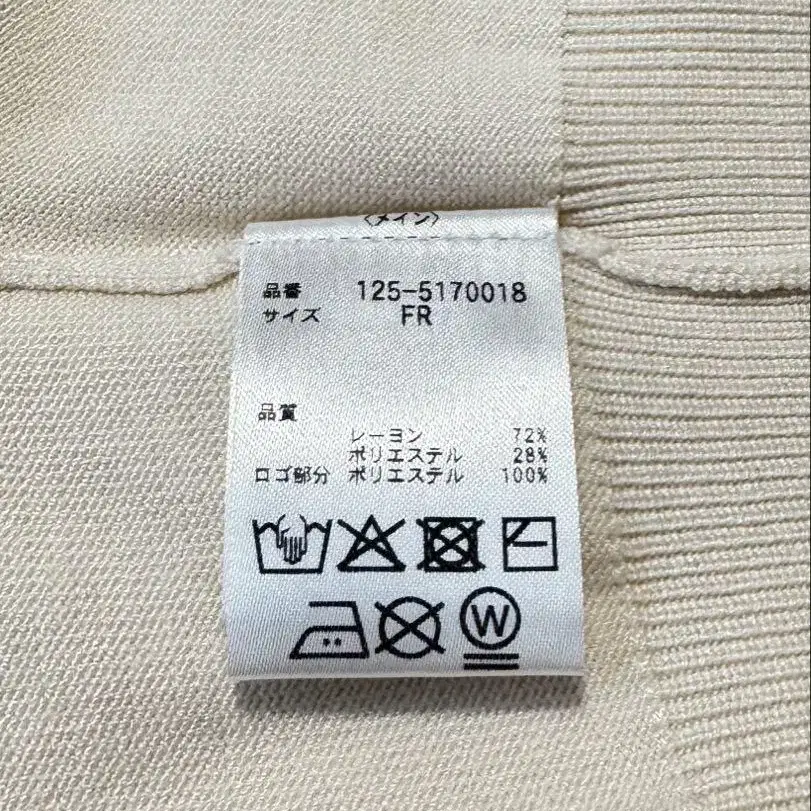 〈メイン〉
品番 125-5170018
サイズ FR
品質
レーヨン 72%
ポリエステル 28%
ロゴ部分 ポリエステル 100%
W